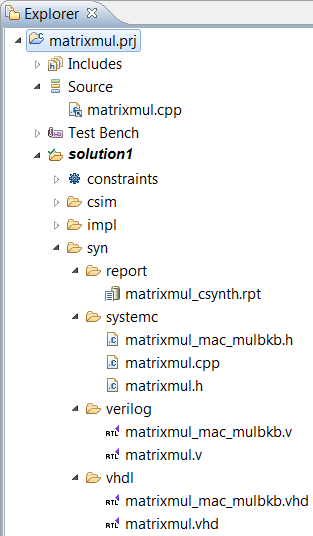 Explorer
matrixmul.prj
Includes
Source
matrixmul.cpp
Test Bench
solution1
constraints
csim
impl
syn
report
matrixmul_csynth.rpt
systemc
matrixmul_mac_mulbkb.h
matrixmul.cpp
matrixmul.h
verilog
matrixmul_mac_mulbkb.v
matrixmul.v
vhdl
matrixmul_mac_mulbkb.vhd
matrixmul.vhd